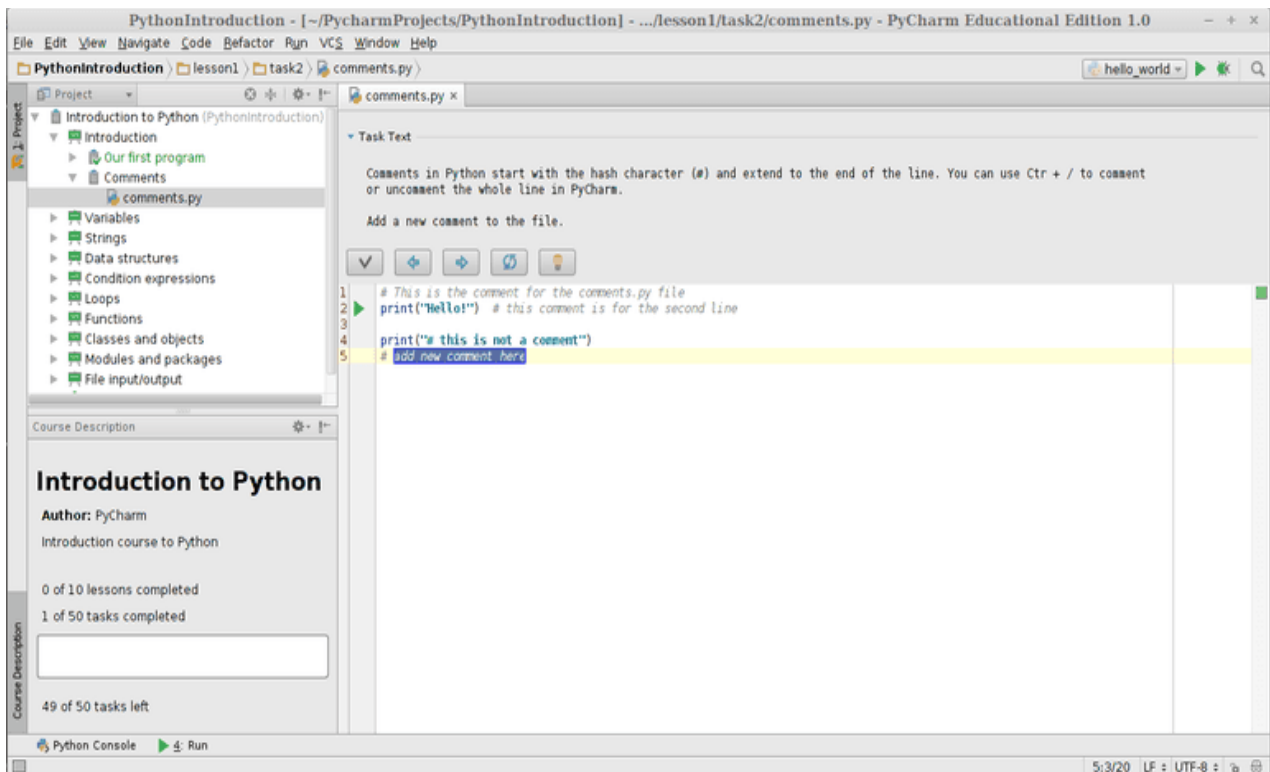 PythonIntroduction - [~/PycharmProjects/PythonIntroduction] - .../lesson1/task2/comments.py - PyCharm Educational Edition 1.0
File Edit View Navigate Code Refactor Run VCS Window Help
PythonIntroduction lesson1 task2 comments.py hello_world
Project
comments.py
1: Project
Introduction to Python (PythonIntroduction)
Introduction
Our first program
Comments
comments.py
Variables
Strings
Data structures
Condition expressions
Loops
Functions
Classes and objects
Modules and packages
File input/output
Task Text
Comments in Python start with the hash character (#) and extend to the end of the line. You can use Ctr + / to comment
or uncomment the whole line in PyCharm.
Add a new comment to the file.
1 # This is the comment for the comments.py file
2 print("Hello!") # this comment is for the second line
3
4 print("# this is not a comment")
5 # add new comment here
Course Description
Introduction to Python
Author: PyCharm
Introduction course to Python
0 of 10 lessons completed
1 of 50 tasks completed
49 of 50 tasks left
Course Description
Python Console 4: Run
5:3/20 LF UTF-8